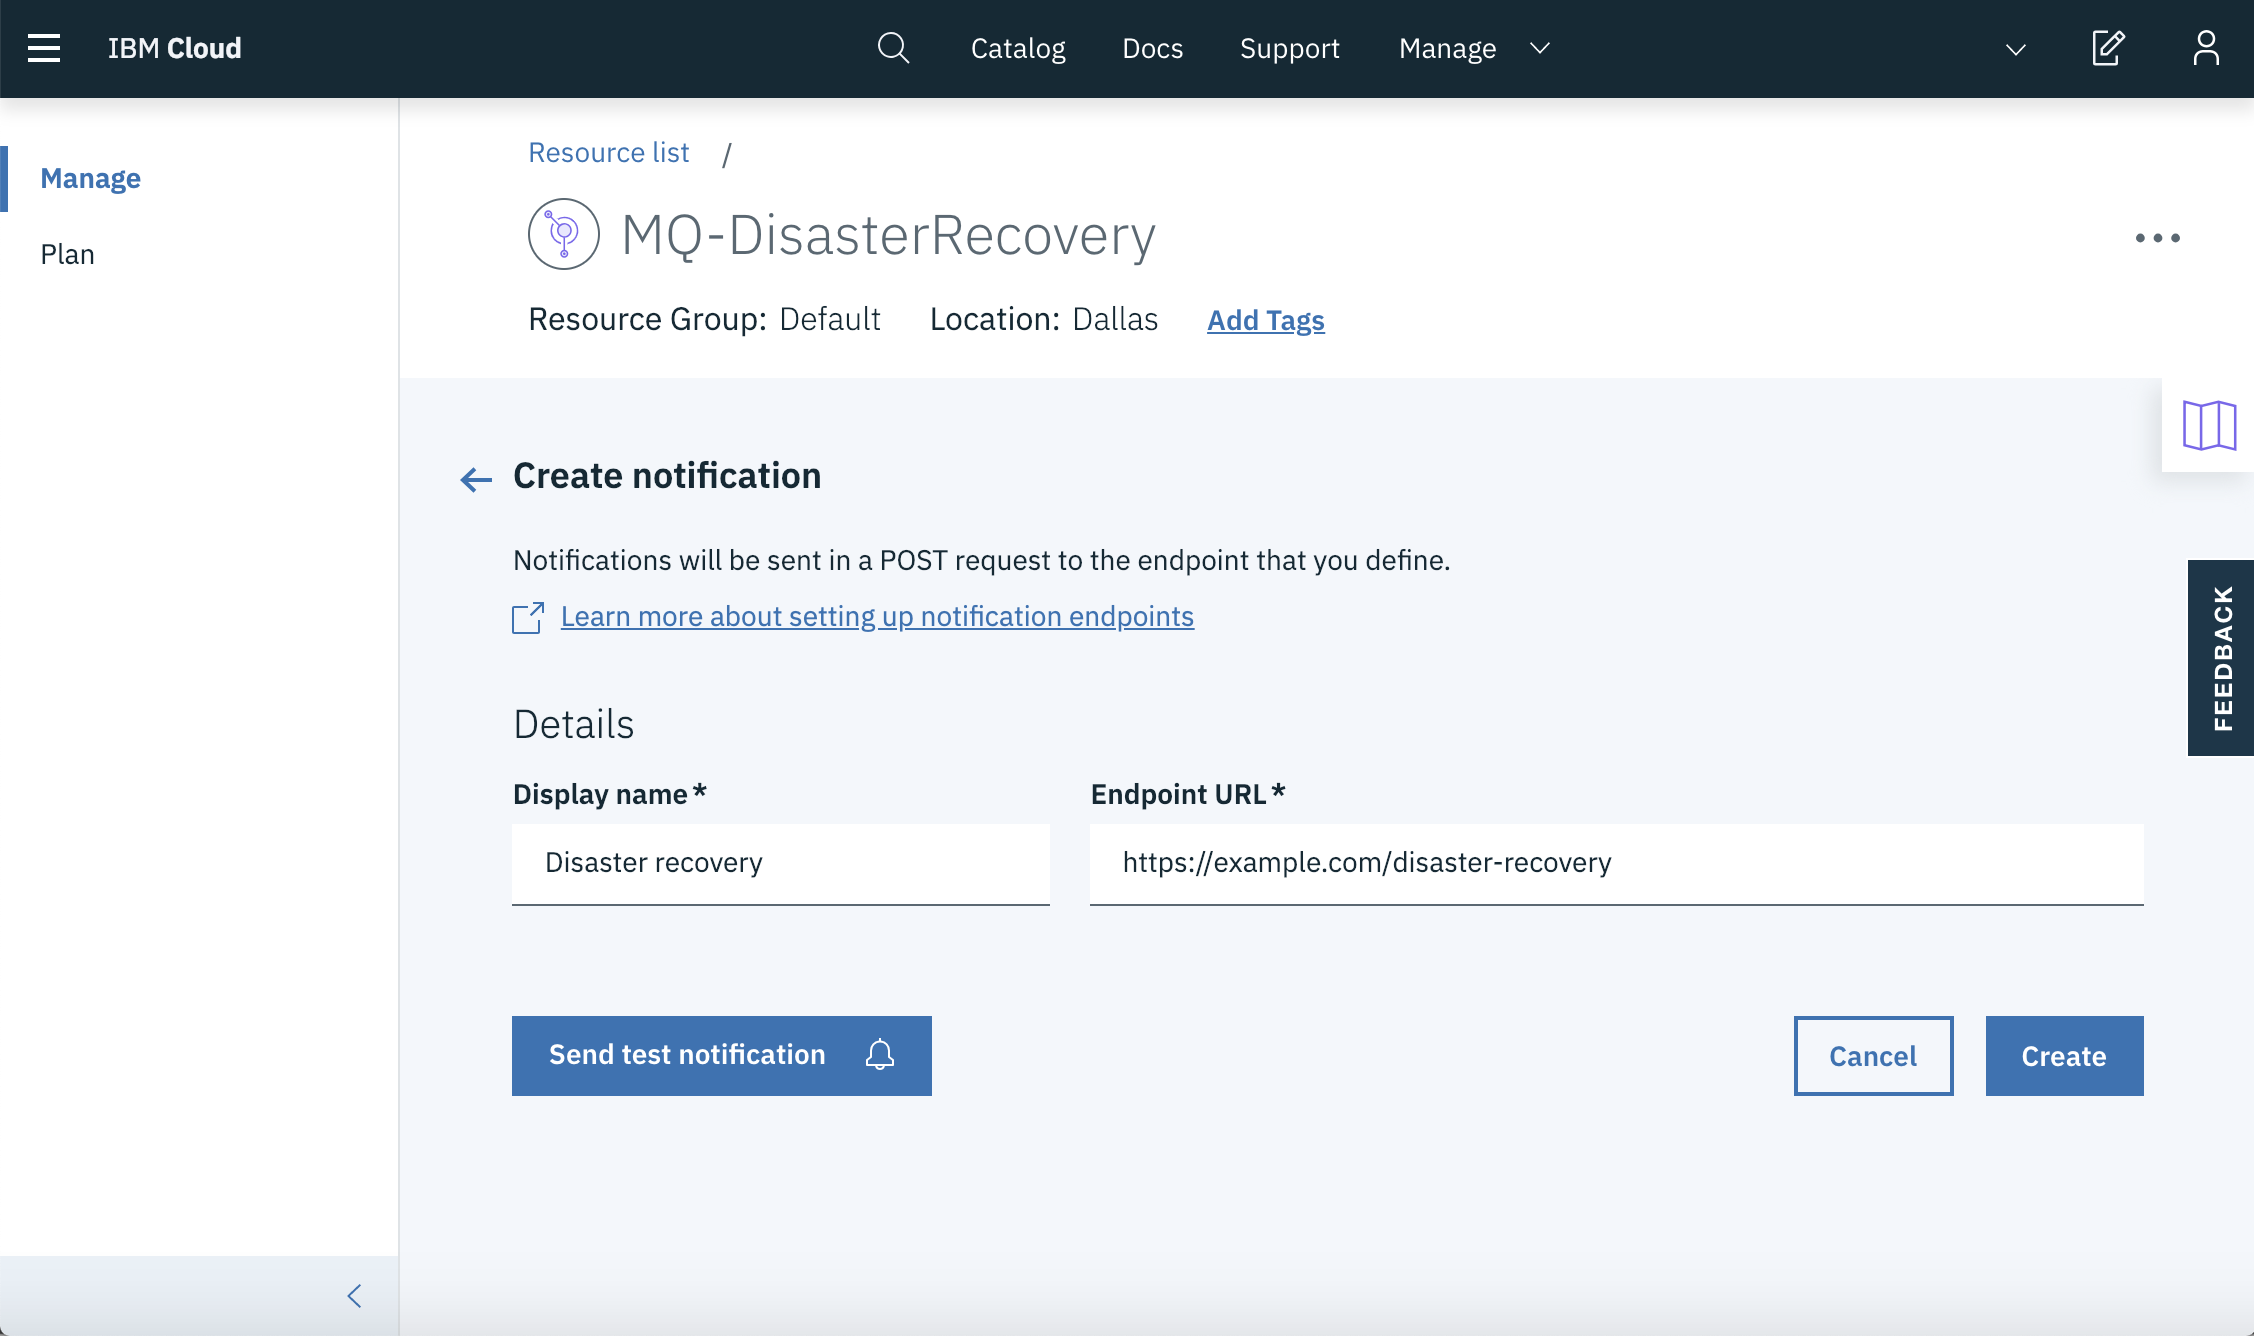 IBM Cloud
Catalog
Docs
Support
Manage
Manage
Plan
Resource list /
MQ-DisasterRecovery
Resource Group: Default
Location: Dallas
Add Tags
Create notification
Notifications will be sent in a POST request to the endpoint that you define.
Learn more about setting up notification endpoints
FEEDBACK
Details
Display name*
Endpoint URL*
Disaster recovery
https://example.com/disaster-recovery
Send test notification
Cancel
Create